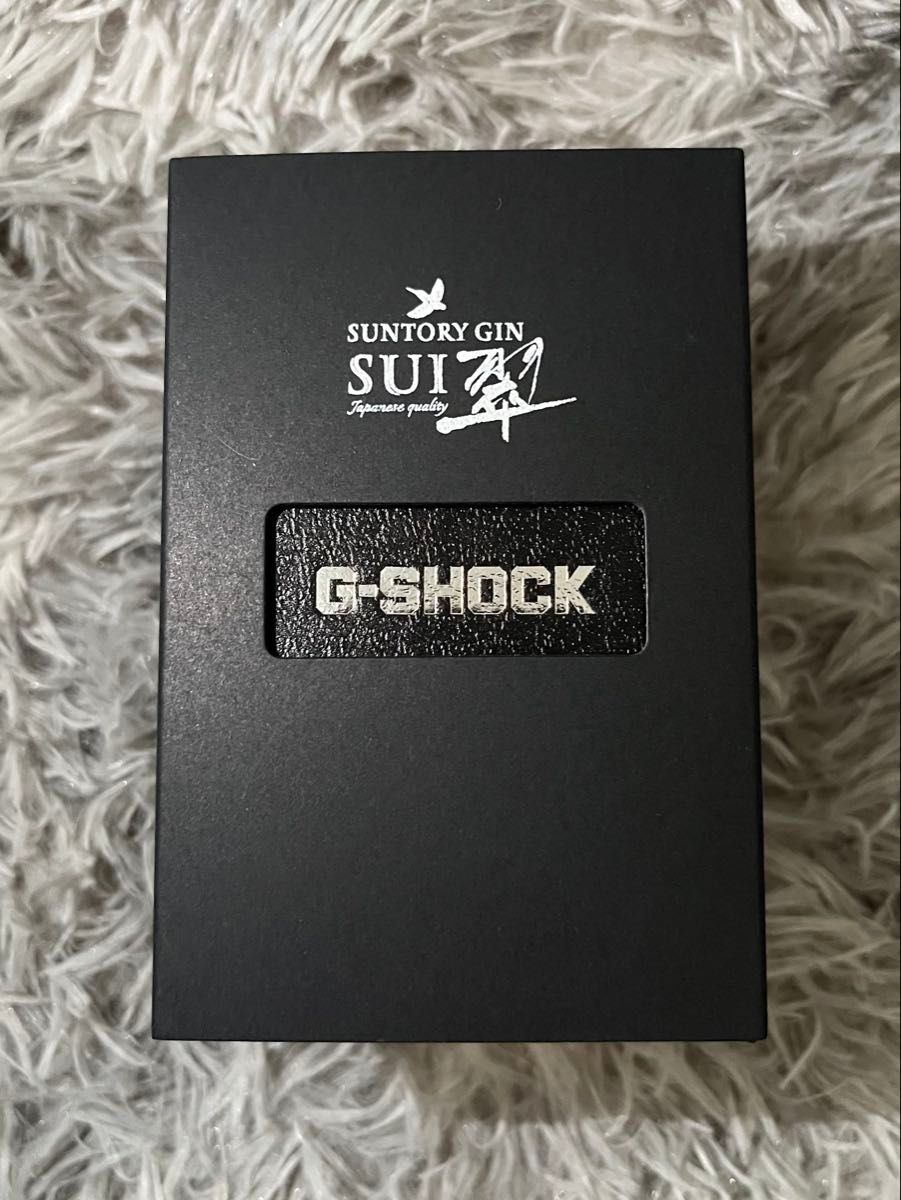 SUNTORY GIN
SUI 翠
Japanese quality
G-SHOCK